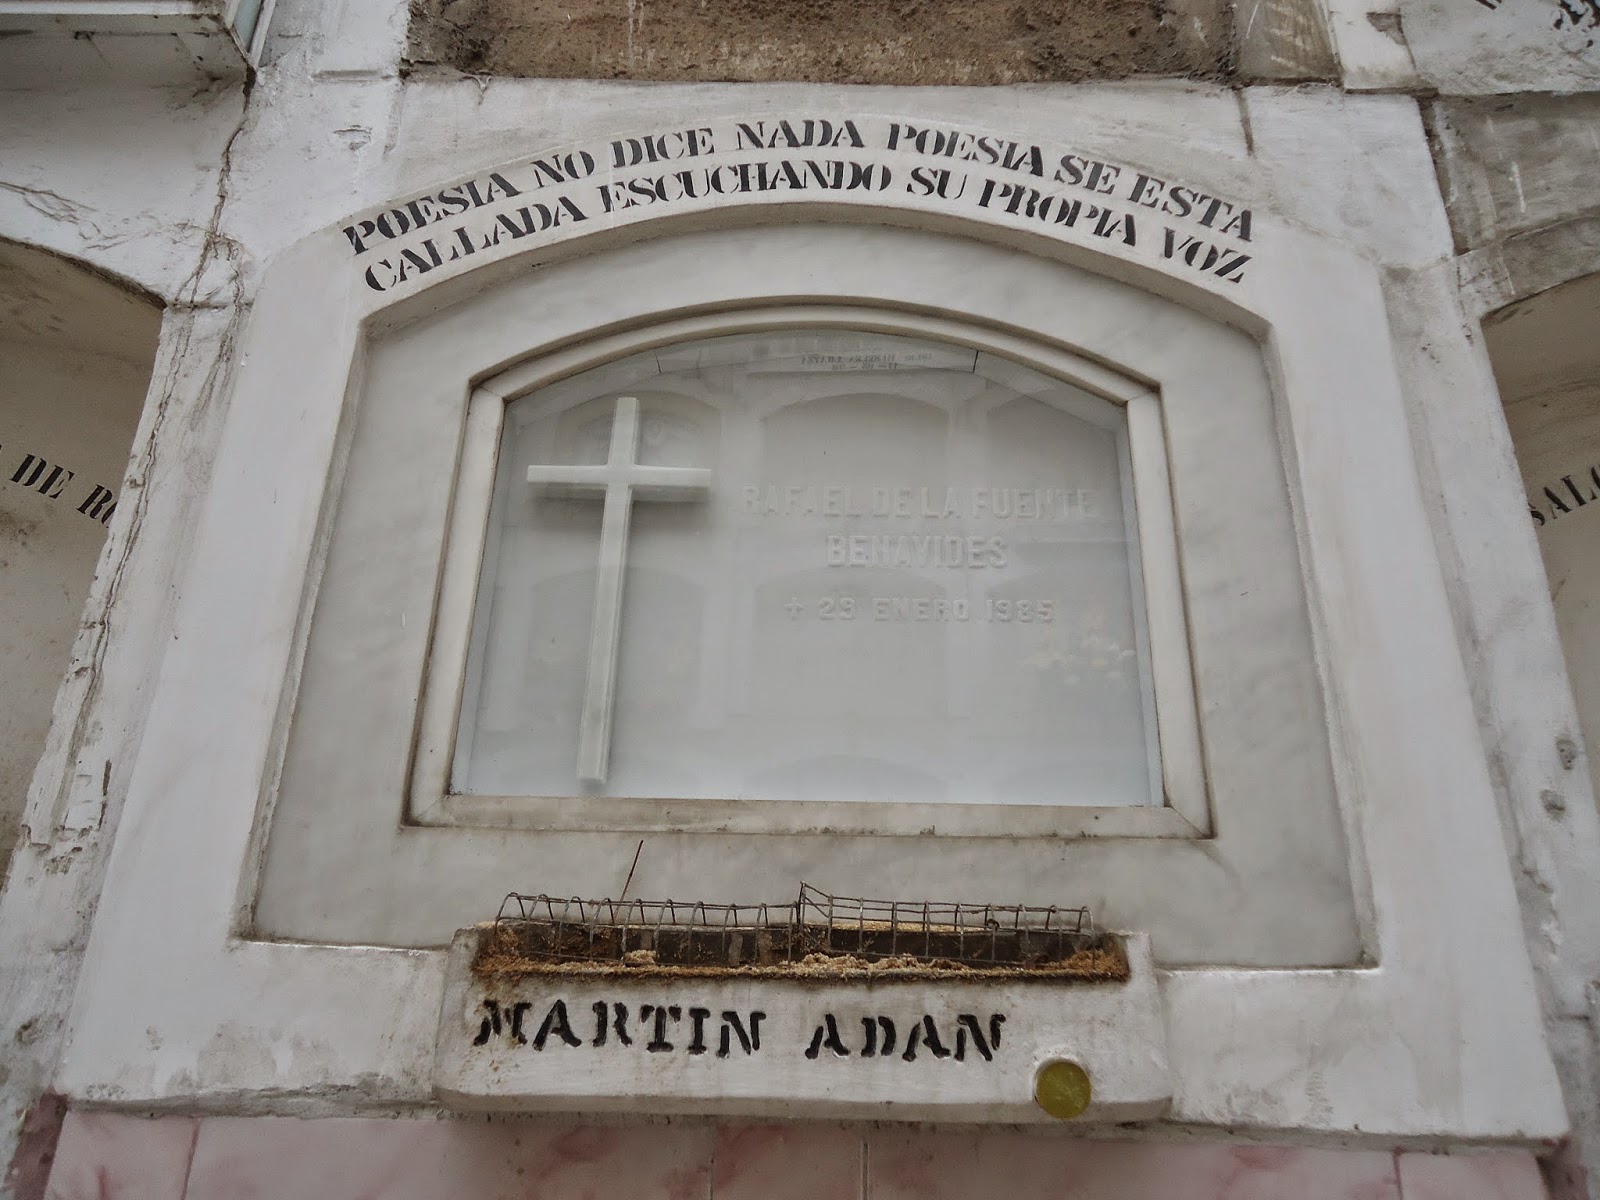 POESIA NO DICE NADA POESIA SE ESTA
CALLADA ESCUCHANDO SU PROPIA VOZ
RAFAEL DE LA FUENTE
BENAVIDES
+ 29 ENERO 1985
MARTIN ADAN
DE